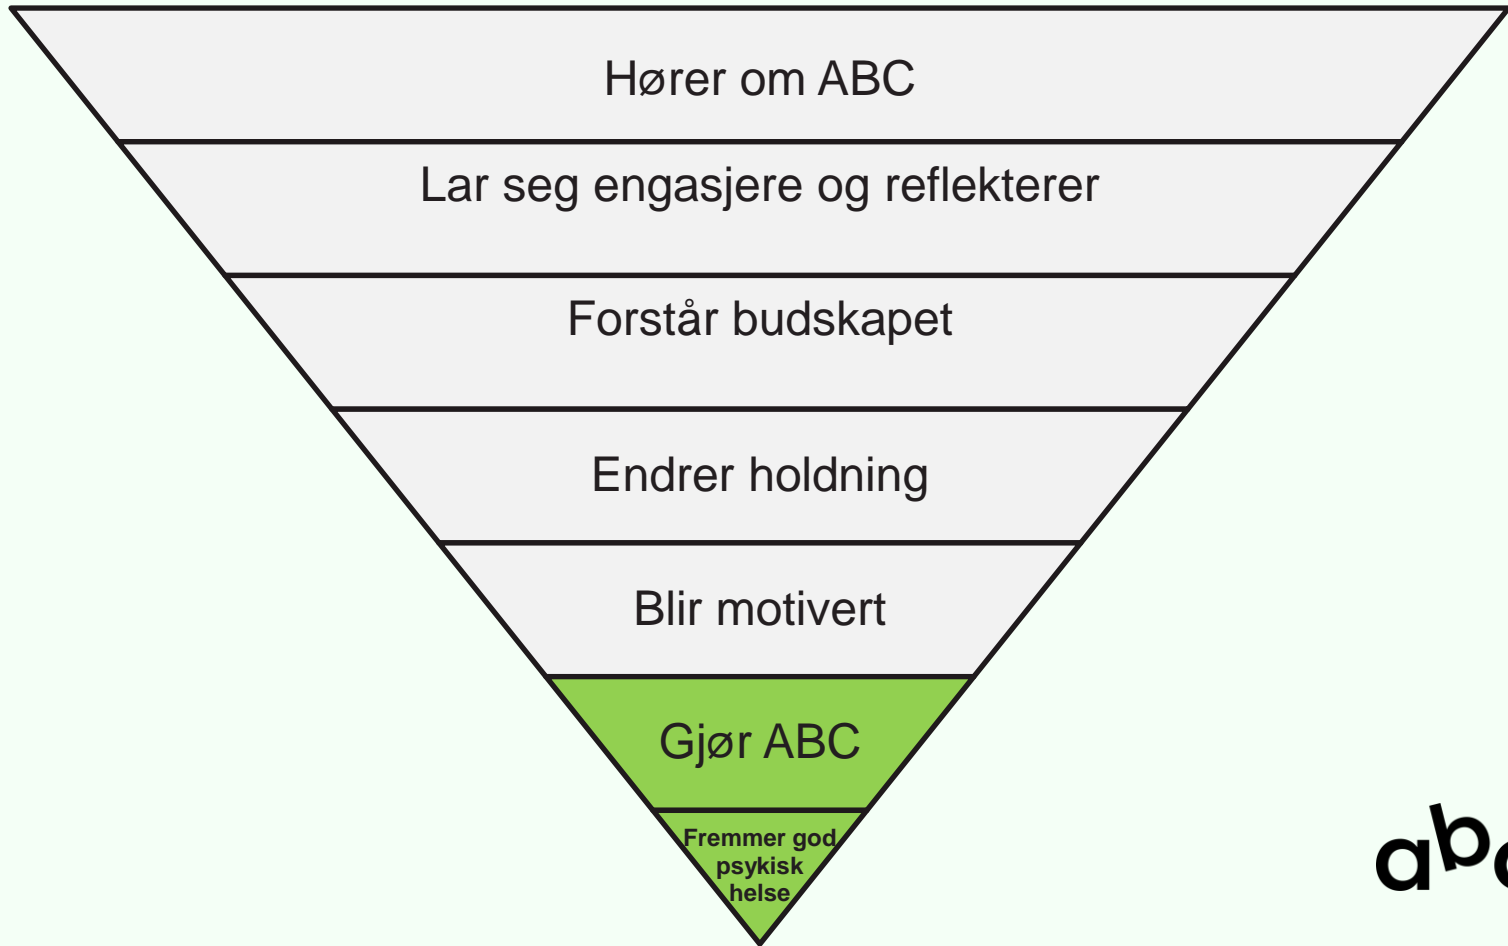 Hører om ABC
Lar seg engasjere og reflekterer
Forstår budskapet
Endrer holdning
Blir motivert
Gjør ABC
Fremmer god
psykisk
helse